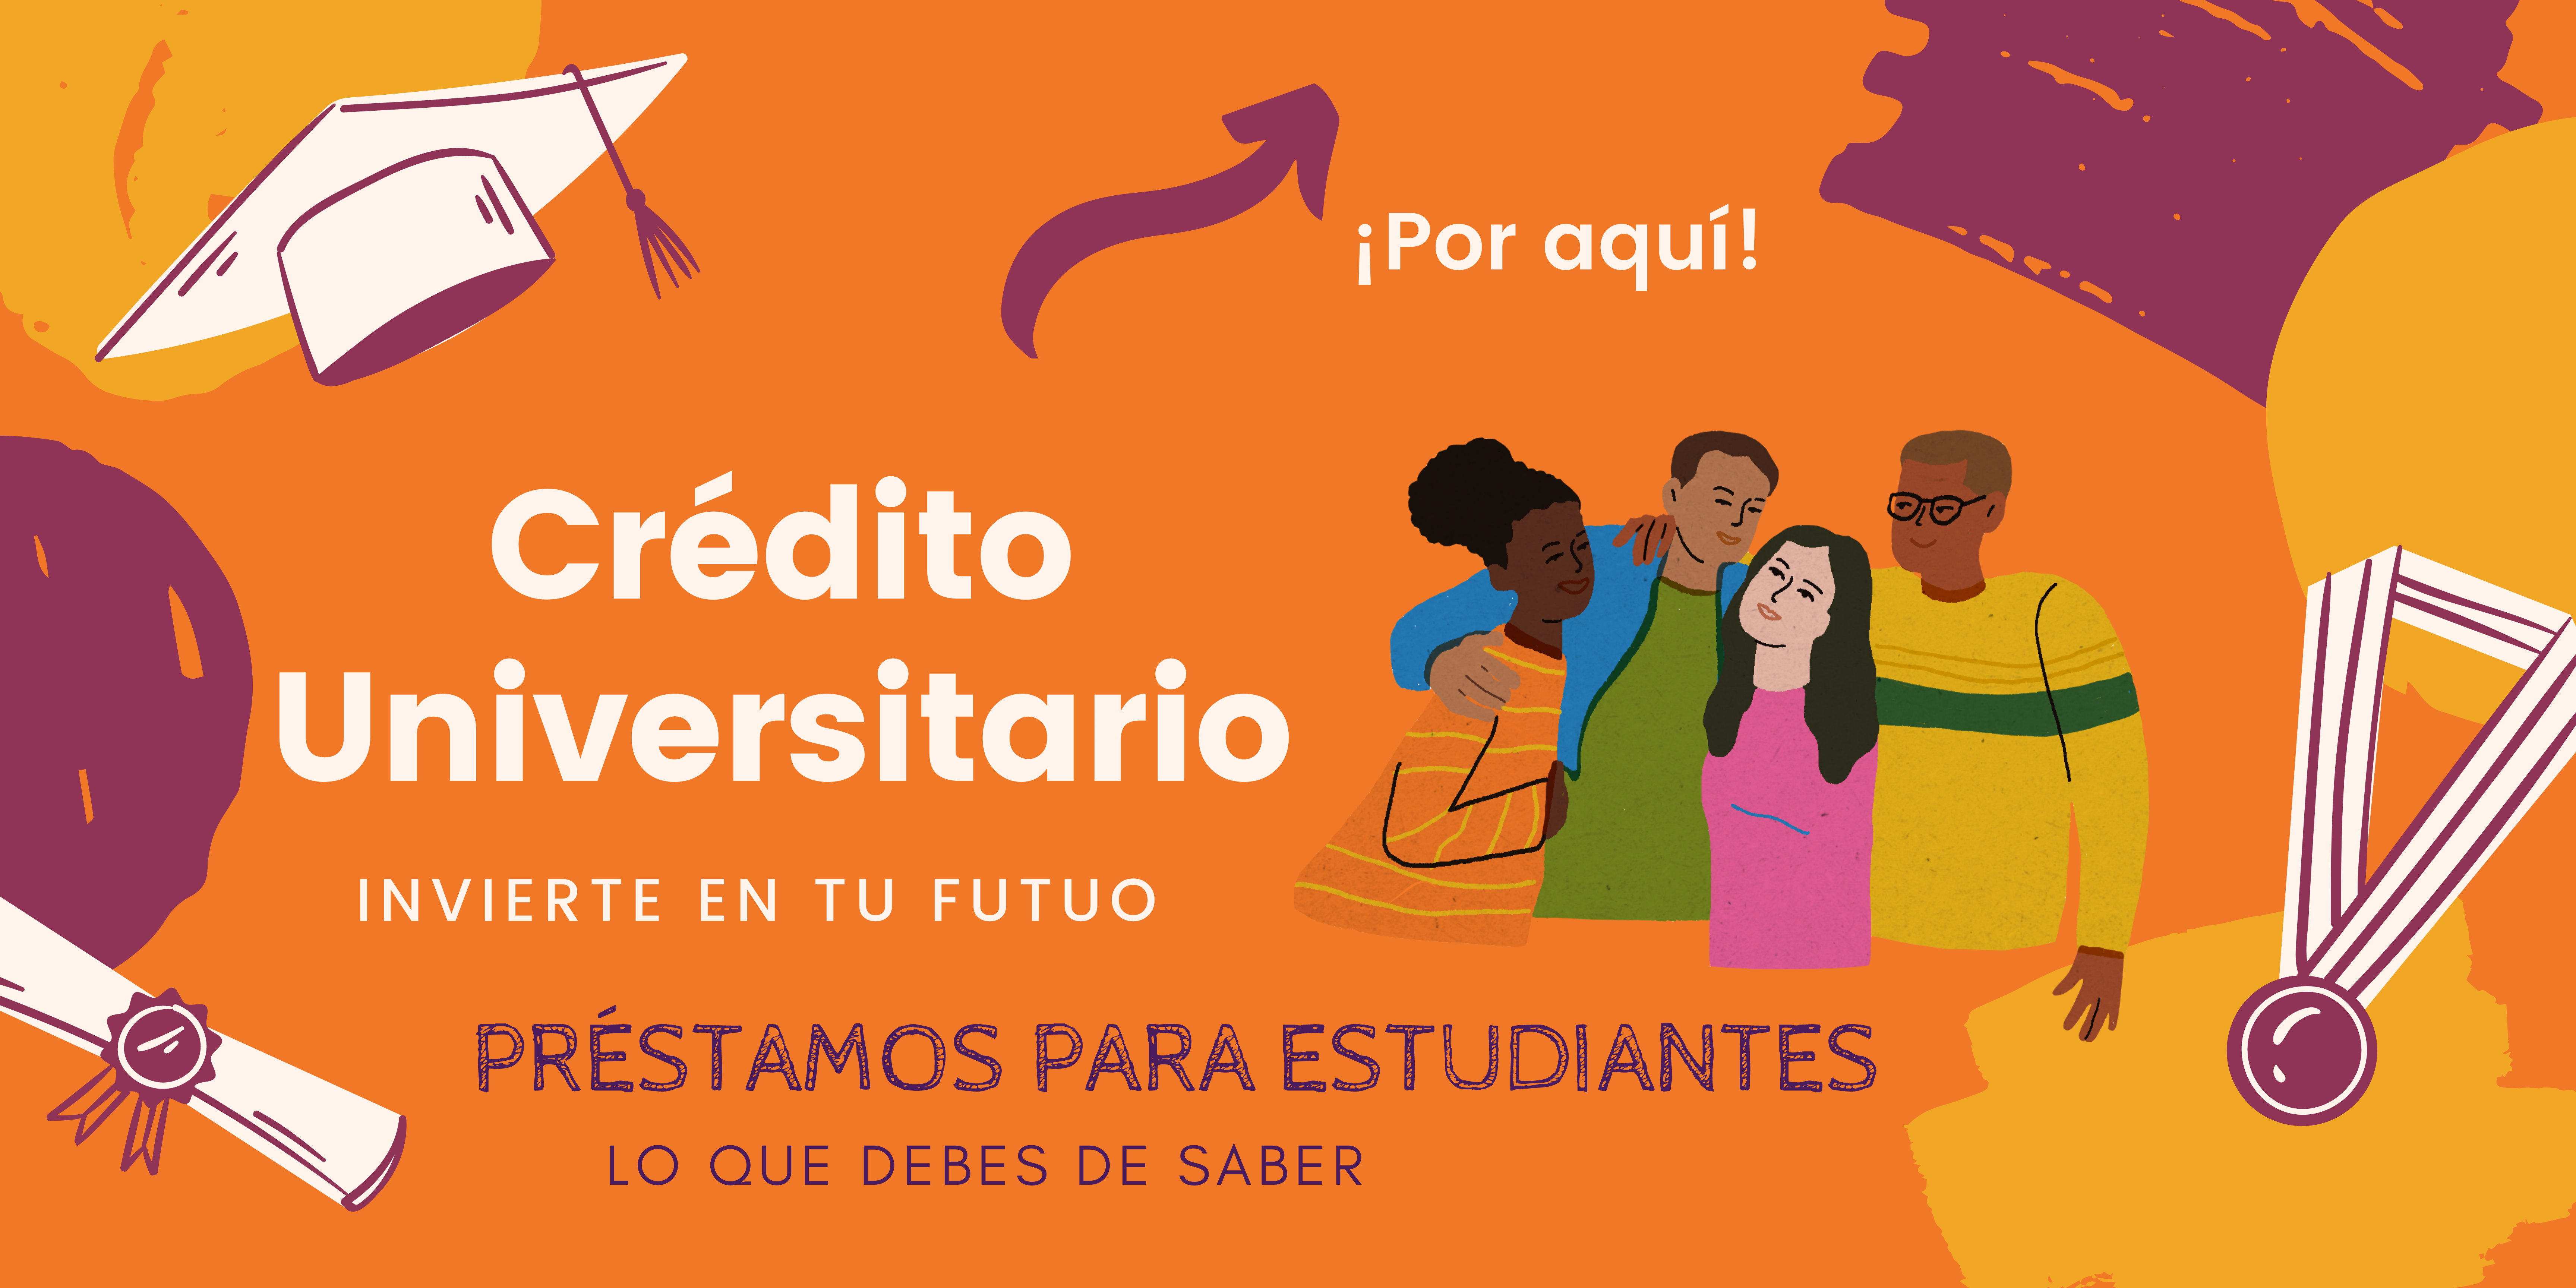 ¡Por aquí!
Crédito
Universitario
INVIERTE EN TU FUTUO
PRÉSTAMOS PARA ESTUDIANTES
LO QUE DEBES DE SABER